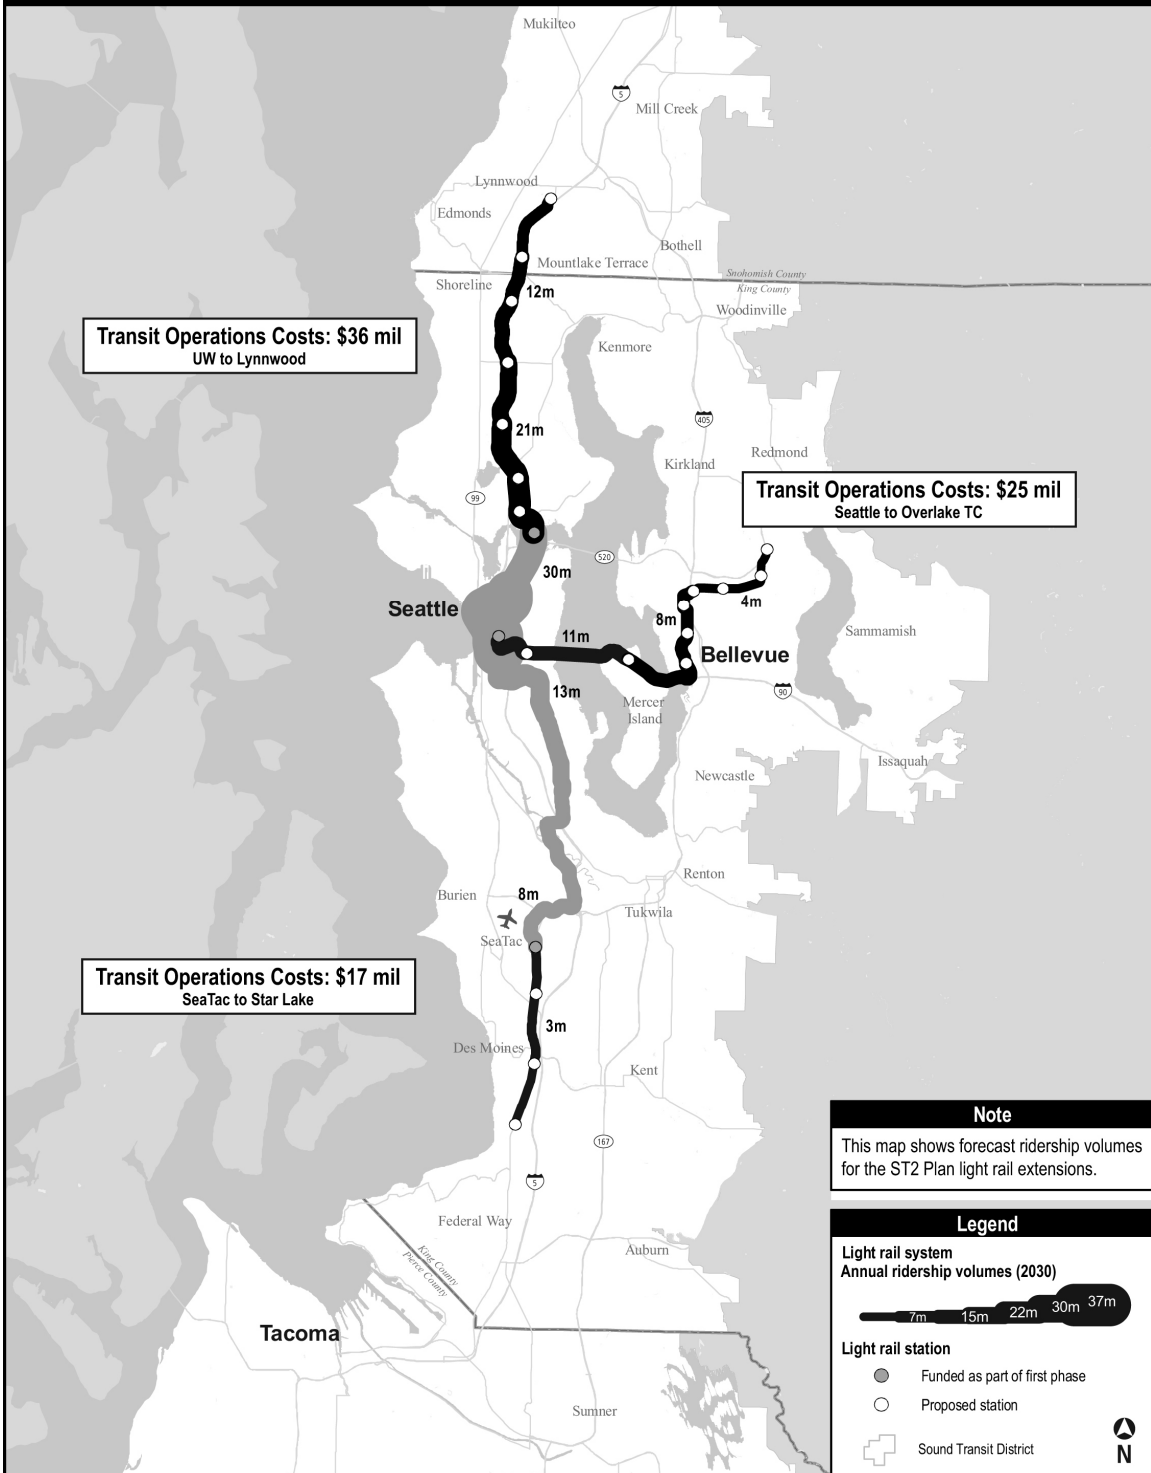 Mukilteo
5
Mill Creek
Lynnwood
Edmonds
Bothell
Mountlake Terrace
Snohomish County
King County
Shoreline
12m
Woodinville
Transit Operations Costs: $36 mil
UW to Lynnwood
Kenmore
405
21m
Redmond
Kirkland
Transit Operations Costs: $25 mil
Seattle to Overlake TC
99
520
30m
4m
Seattle
8m
11m
Sammamish
Bellevue
13m
90
Mercer
Island
Issaquah
Newcastle
Renton
8m
Burien
Tukwila
SeaTac
Transit Operations Costs: $17 mil
SeaTac to Star Lake
3m
Des Moines
Kent
Note
This map shows forecast ridership volumes
for the ST2 Plan light rail extensions.
167
5
Federal Way
King County
Pierce County
Auburn
Legend
Light rail system
Annual ridership volumes (2030)
7m 15m 22m 30m 37m
Tacoma
Light rail station
Funded as part of first phase
Proposed station
Sumner
Sound Transit District
N